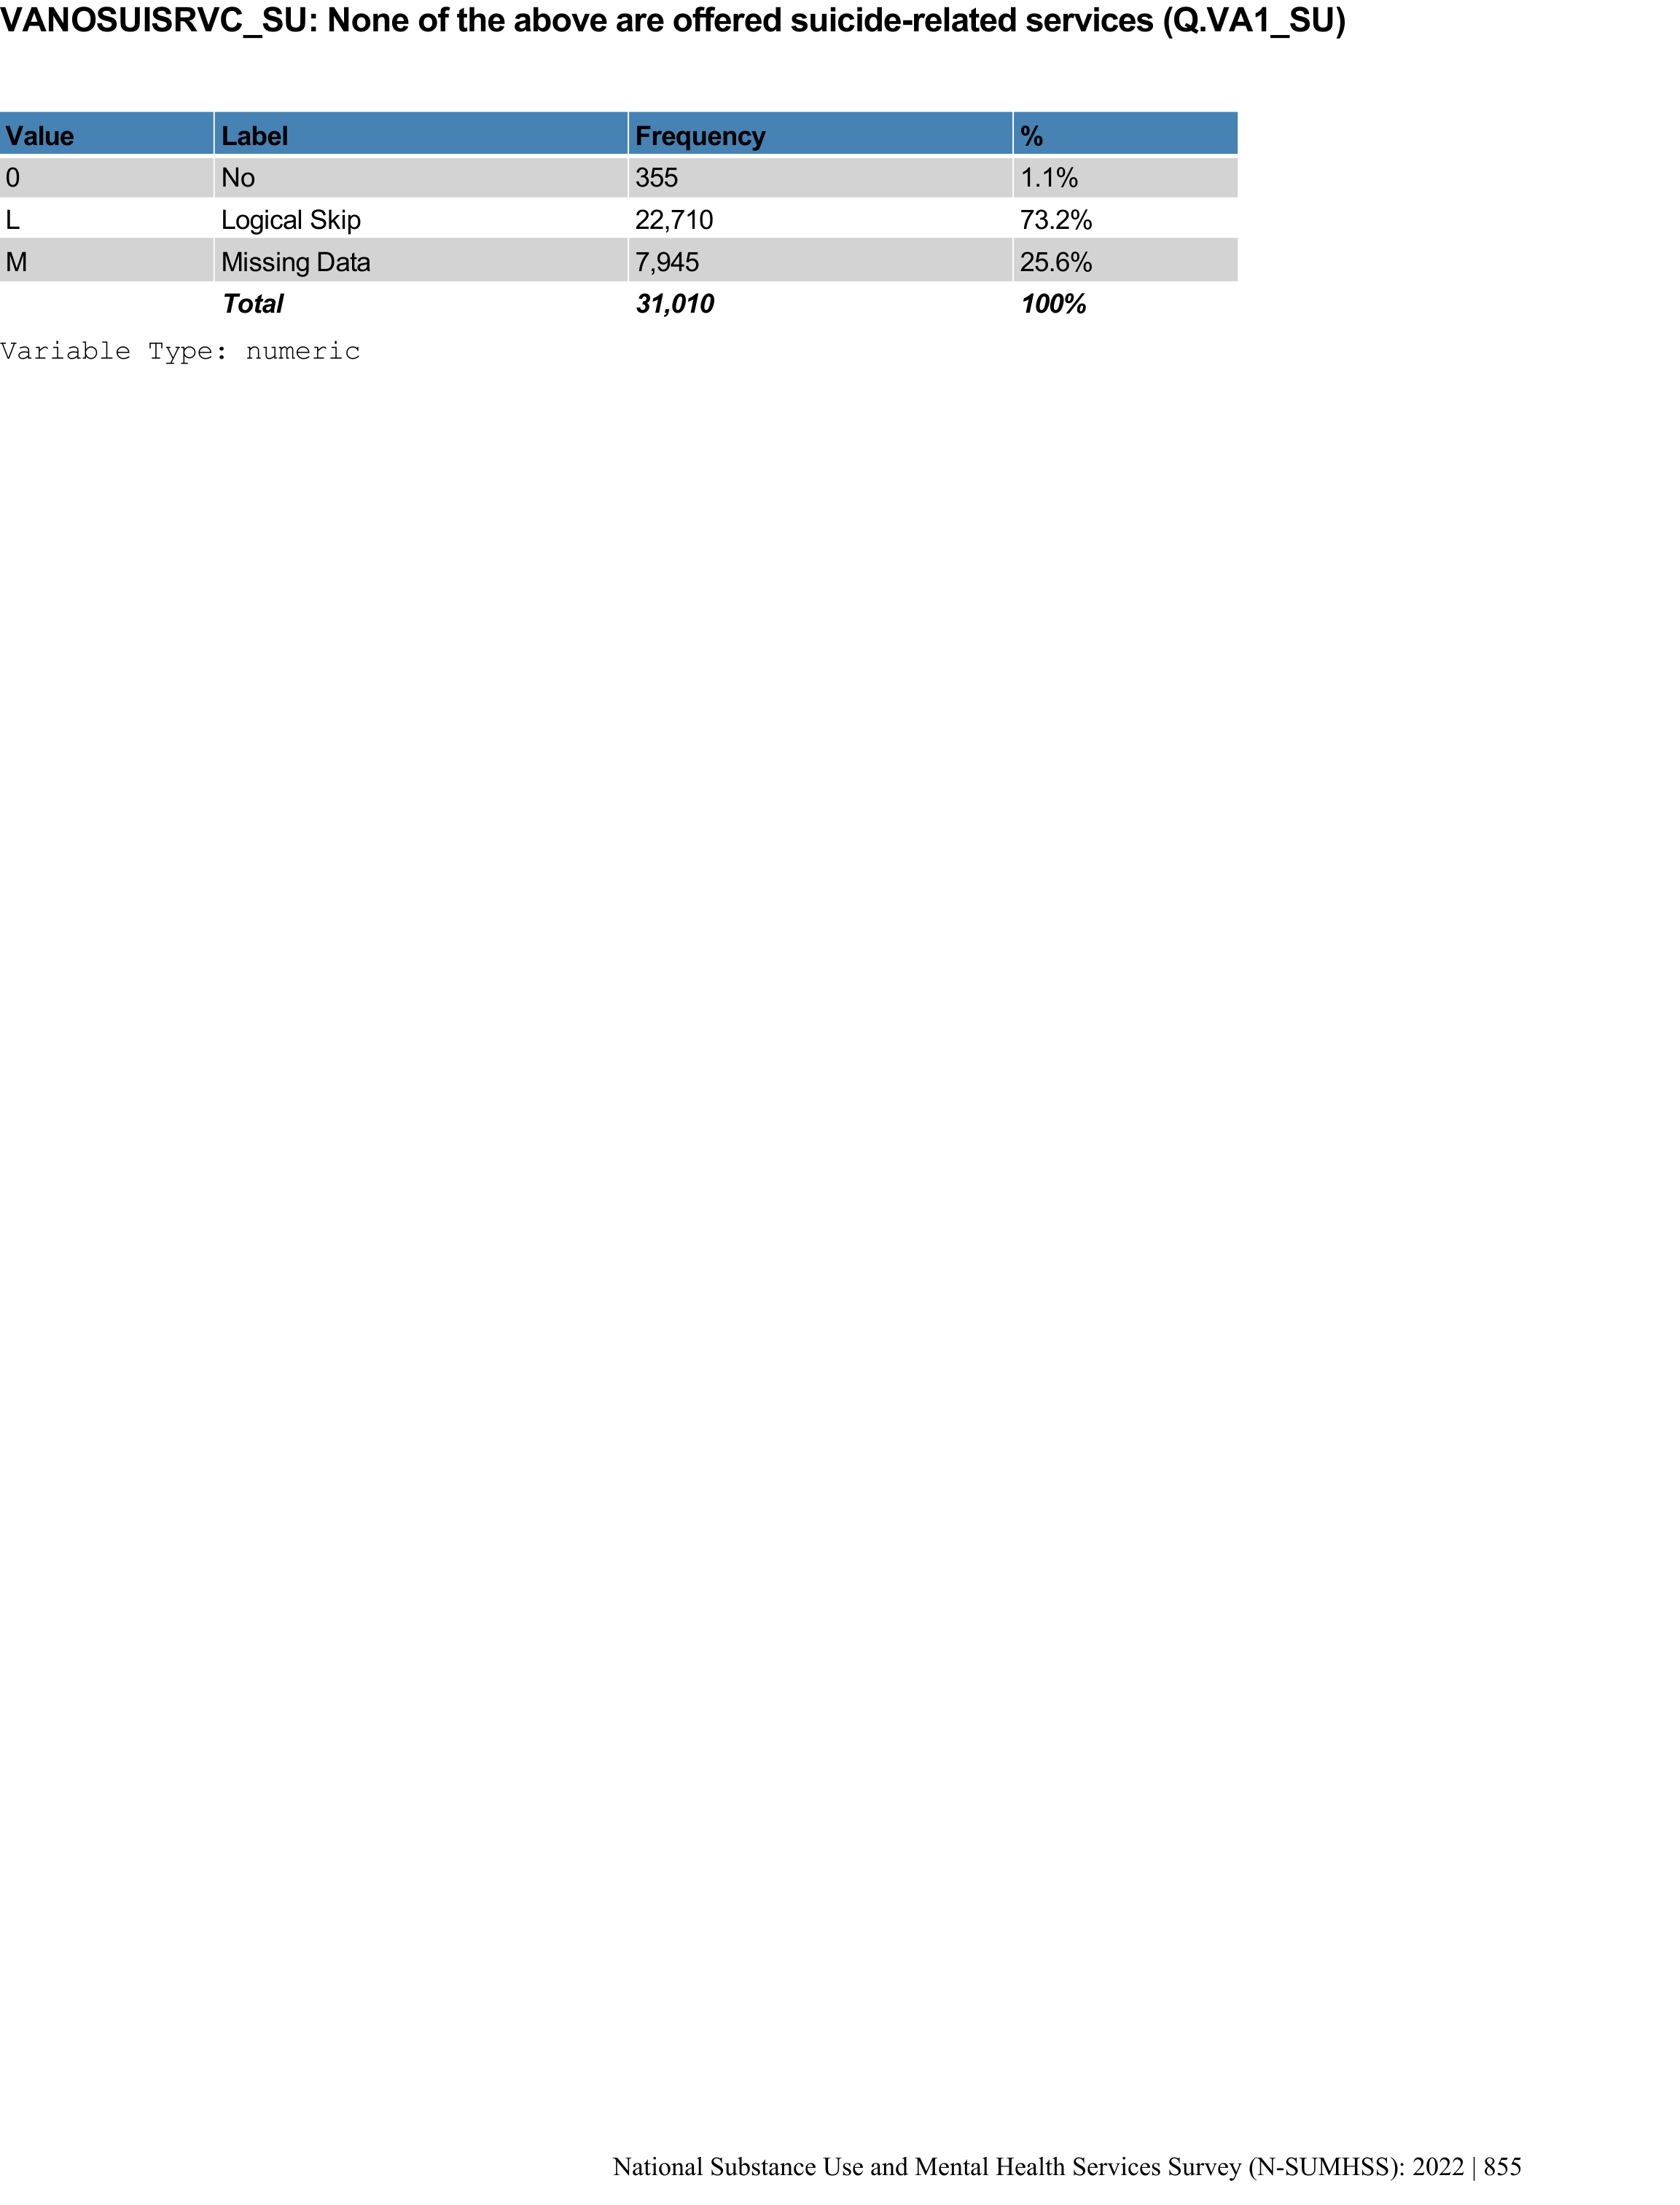 VANOSUISRVC_SU: None of the above are offered suicide-related services (Q.VA1_SU)
Value Label Frequency %
0 No 355 1.1%
L Logical Skip 22,710 73.2%
M Missing Data 7,945 25.6%
Total 31,010 100%
Variable Type: numeric
National Substance Use and Mental Health Services Survey (N-SUMHSS): 2022 | 855